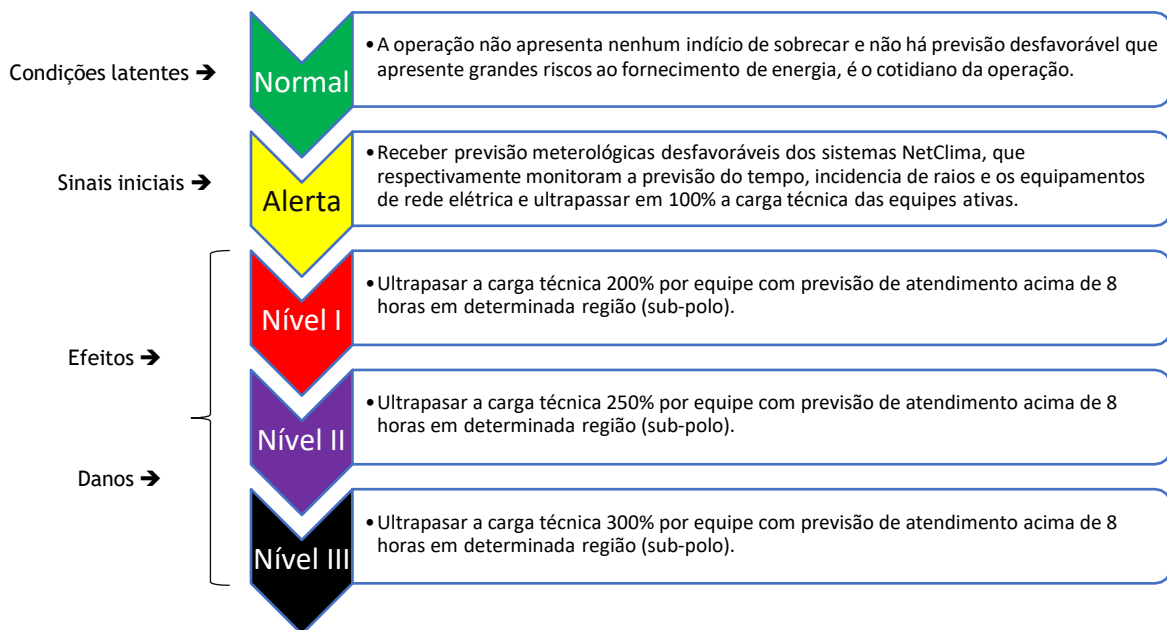 Condições latentes ➔
Normal
•A operação não apresenta nenhum indício de sobrecar e não há previsão desfavorável que
apresente grandes riscos ao fornecimento de energia, é o cotidiano da operação.
Sinais iniciais ➔
Alerta
•Receber previsão meterológicas desfavoráveis dos sistemas NetClima, que
respectivamente monitoram a previsão do tempo, incidencia de raios e os equipamentos
de rede elétrica e ultrapassar em 100% a carga técnica das equipes ativas.
Efeitos ➔
Nível I
•Ultrapasar a carga técnica 200% por equipe com previsão de atendimento acima de 8
horas em determinada região (sub-polo).
Nível II
•Ultrapasar a carga técnica 250% por equipe com previsão de atendimento acima de 8
horas em determinada região (sub-polo).
Danos ➔
Nível III
•Ultrapasar a carga técnica 300% por equipe com previsão de atendimento acima de 8
horas em determinada região (sub-polo).